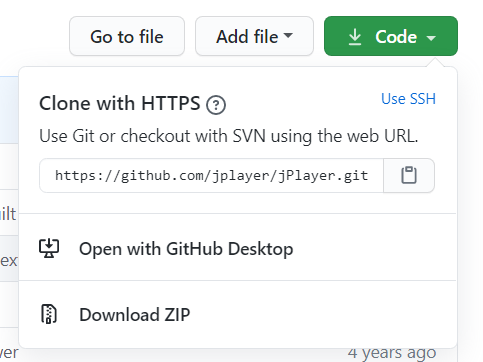 Go to file
Add file
Code
Clone with HTTPS
Use SSH
Use Git or checkout with SVN using the web URL.
https://github.com/jplayer/jPlayer.git
Open with GitHub Desktop
Download ZIP
4 years ago